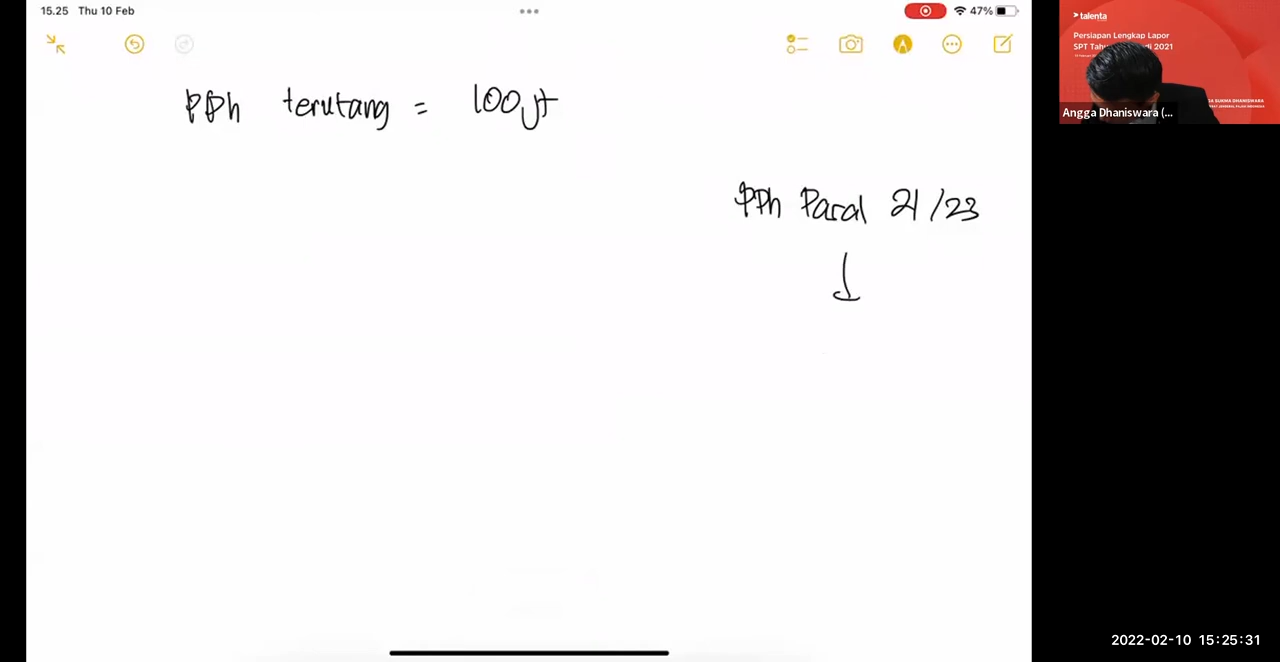 15.25 Thu 10 Feb
47%
PPh terutang = 100 jt
PPh Pasal 21/23
talenta
Persiapan Lengkap Lapor
SPT 2021
DHANISWARA
Angga Dhaniswara (...
2022-02-10 15:25:31